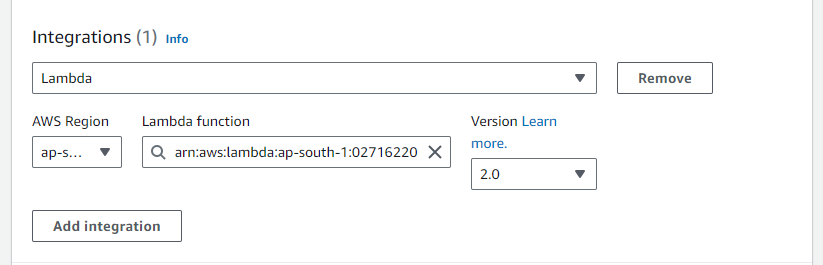 Integrations (1) Info
Lambda
Remove
AWS Region
Lambda function
Version Learn
more.
ap-s...
arn:aws:lambda:ap-south-1:02716220
2.0
Add integration